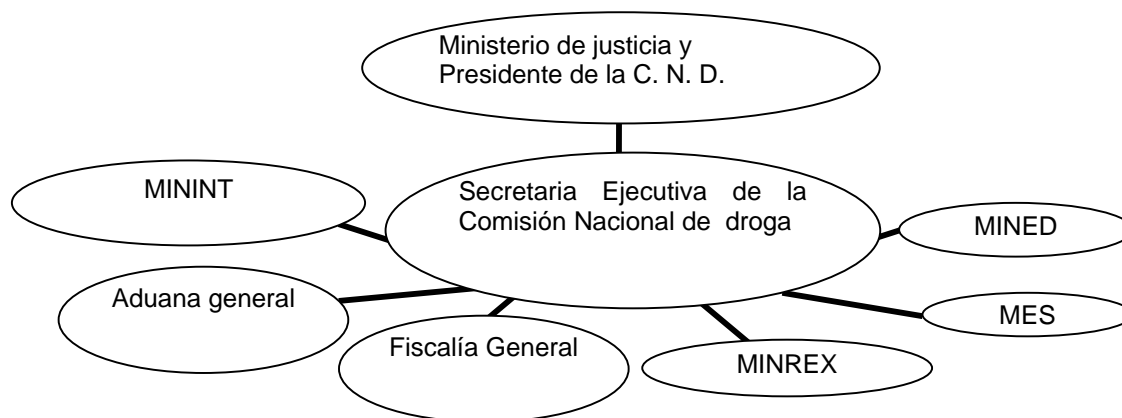 Ministerio de justicia y
Presidente de la C. N. D.
MININT
Secretaria Ejecutiva de la
Comisión Nacional de droga
MINED
Aduana general
MES
Fiscalía General
MINREX